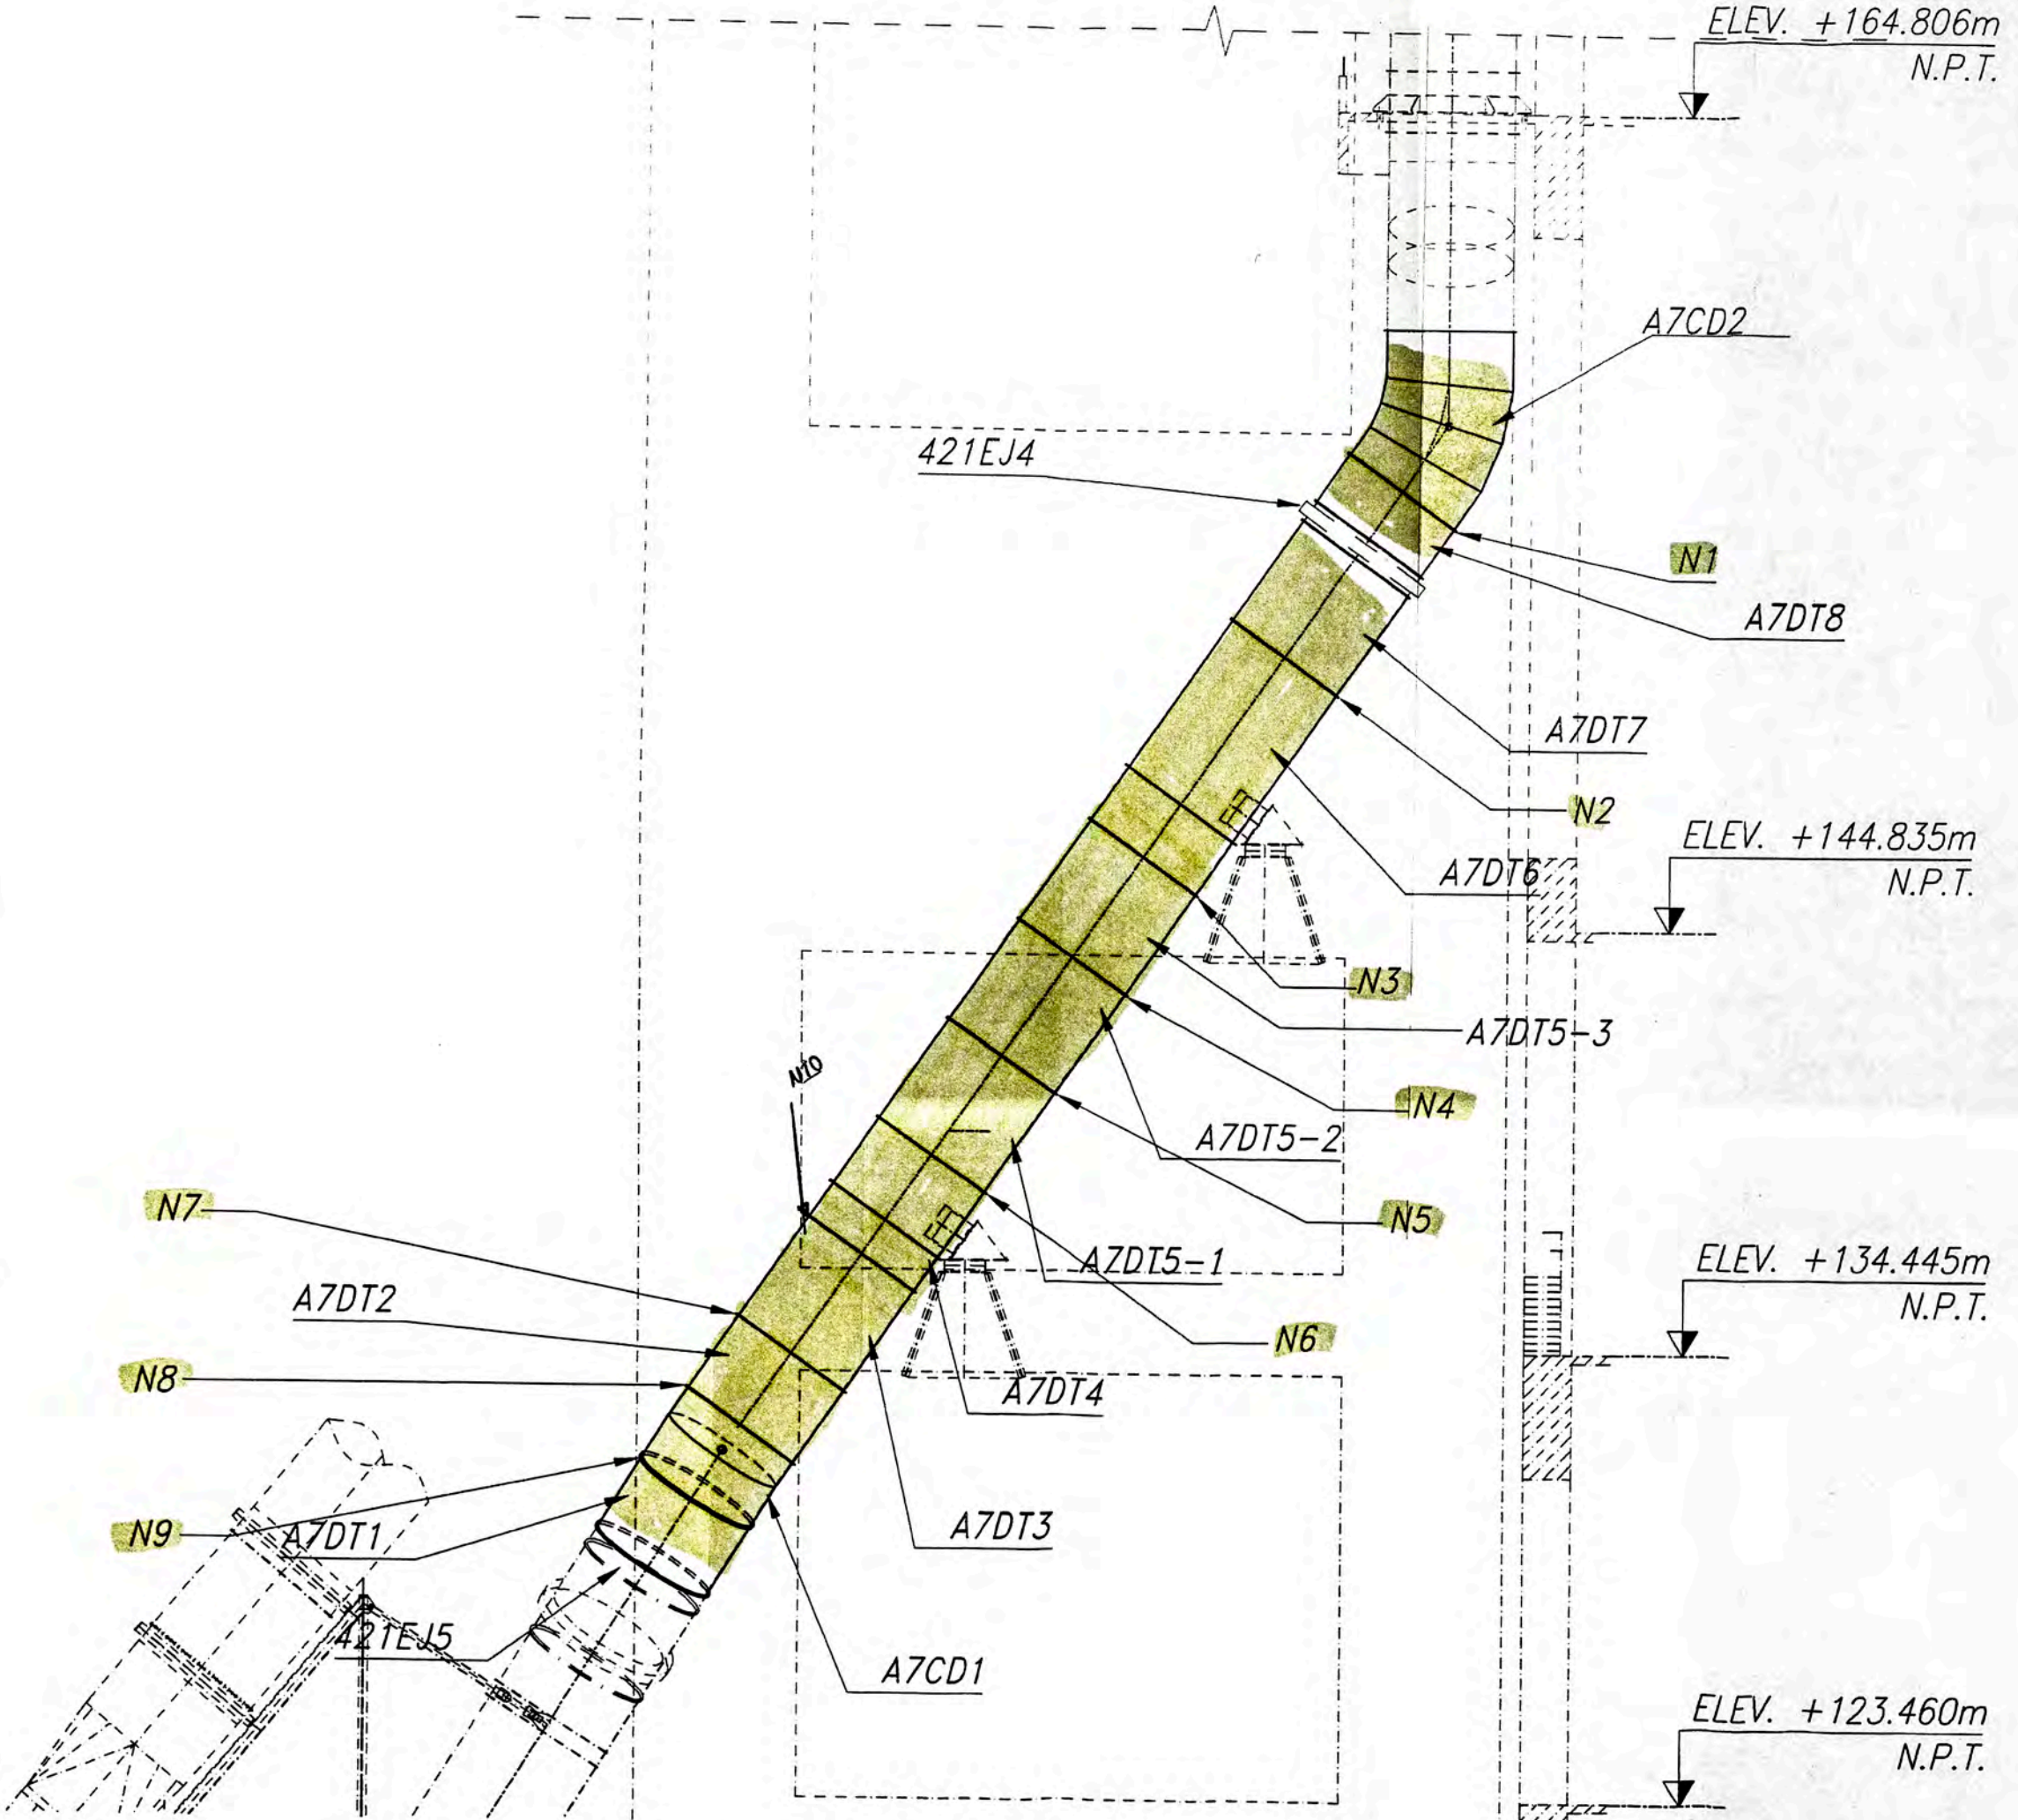 ELEV. +164.806m
N.P.T.
A7CD2
421EJ4
N1
A7DT8
A7DT7
N2
ELEV. +144.835m
N.P.T.
A7DT6
N3
A7DT5-3
N10
N4
A7DT5-2
N7
N5
A7DT5-1
ELEV. +134.445m
N.P.T.
A7DT2
N6
N8
A7DT4
N9
A7DT1
A7DT3
421EJ5
A7CD1
ELEV. +123.460m
N.P.T.